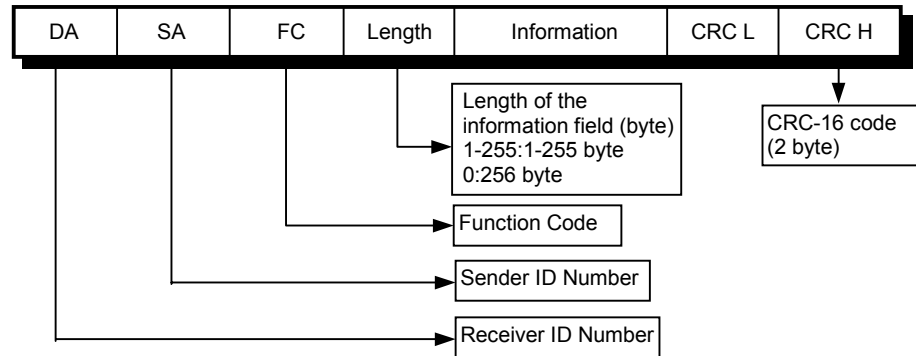 DA SA FC Length Information CRC L CRC H
Length of the
information field (byte)
1-255:1-255 byte
0:256 byte
CRC-16 code
(2 byte)
Function Code
Sender ID Number
Receiver ID Number